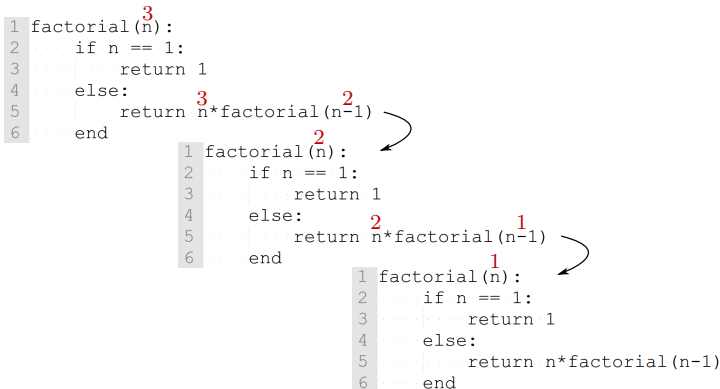 3
1 factorial(n):
2 if n == 1:
3 return 1
4 else:
3 2
5 return n*factorial(n-1)
6 end
2
1 factorial(n):
2 if n == 1:
3 return 1
4 else:
2 1
5 return n*factorial(n-1)
6 end
1
1 factorial(n):
2 if n == 1:
3 return 1
4 else:
5 return n*factorial(n-1)
6 end